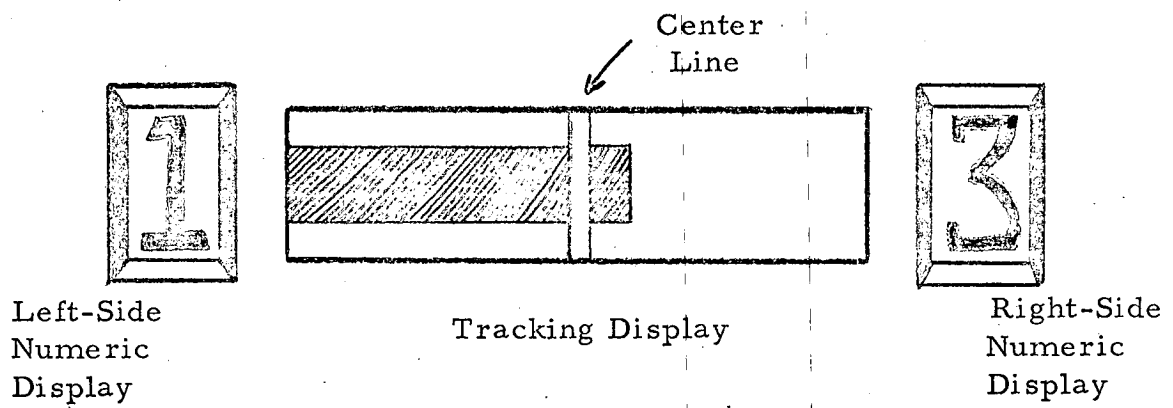 Center
Line
1
3
Left-Side
Numeric
Display
Tracking Display
Right-Side
Numeric
Display